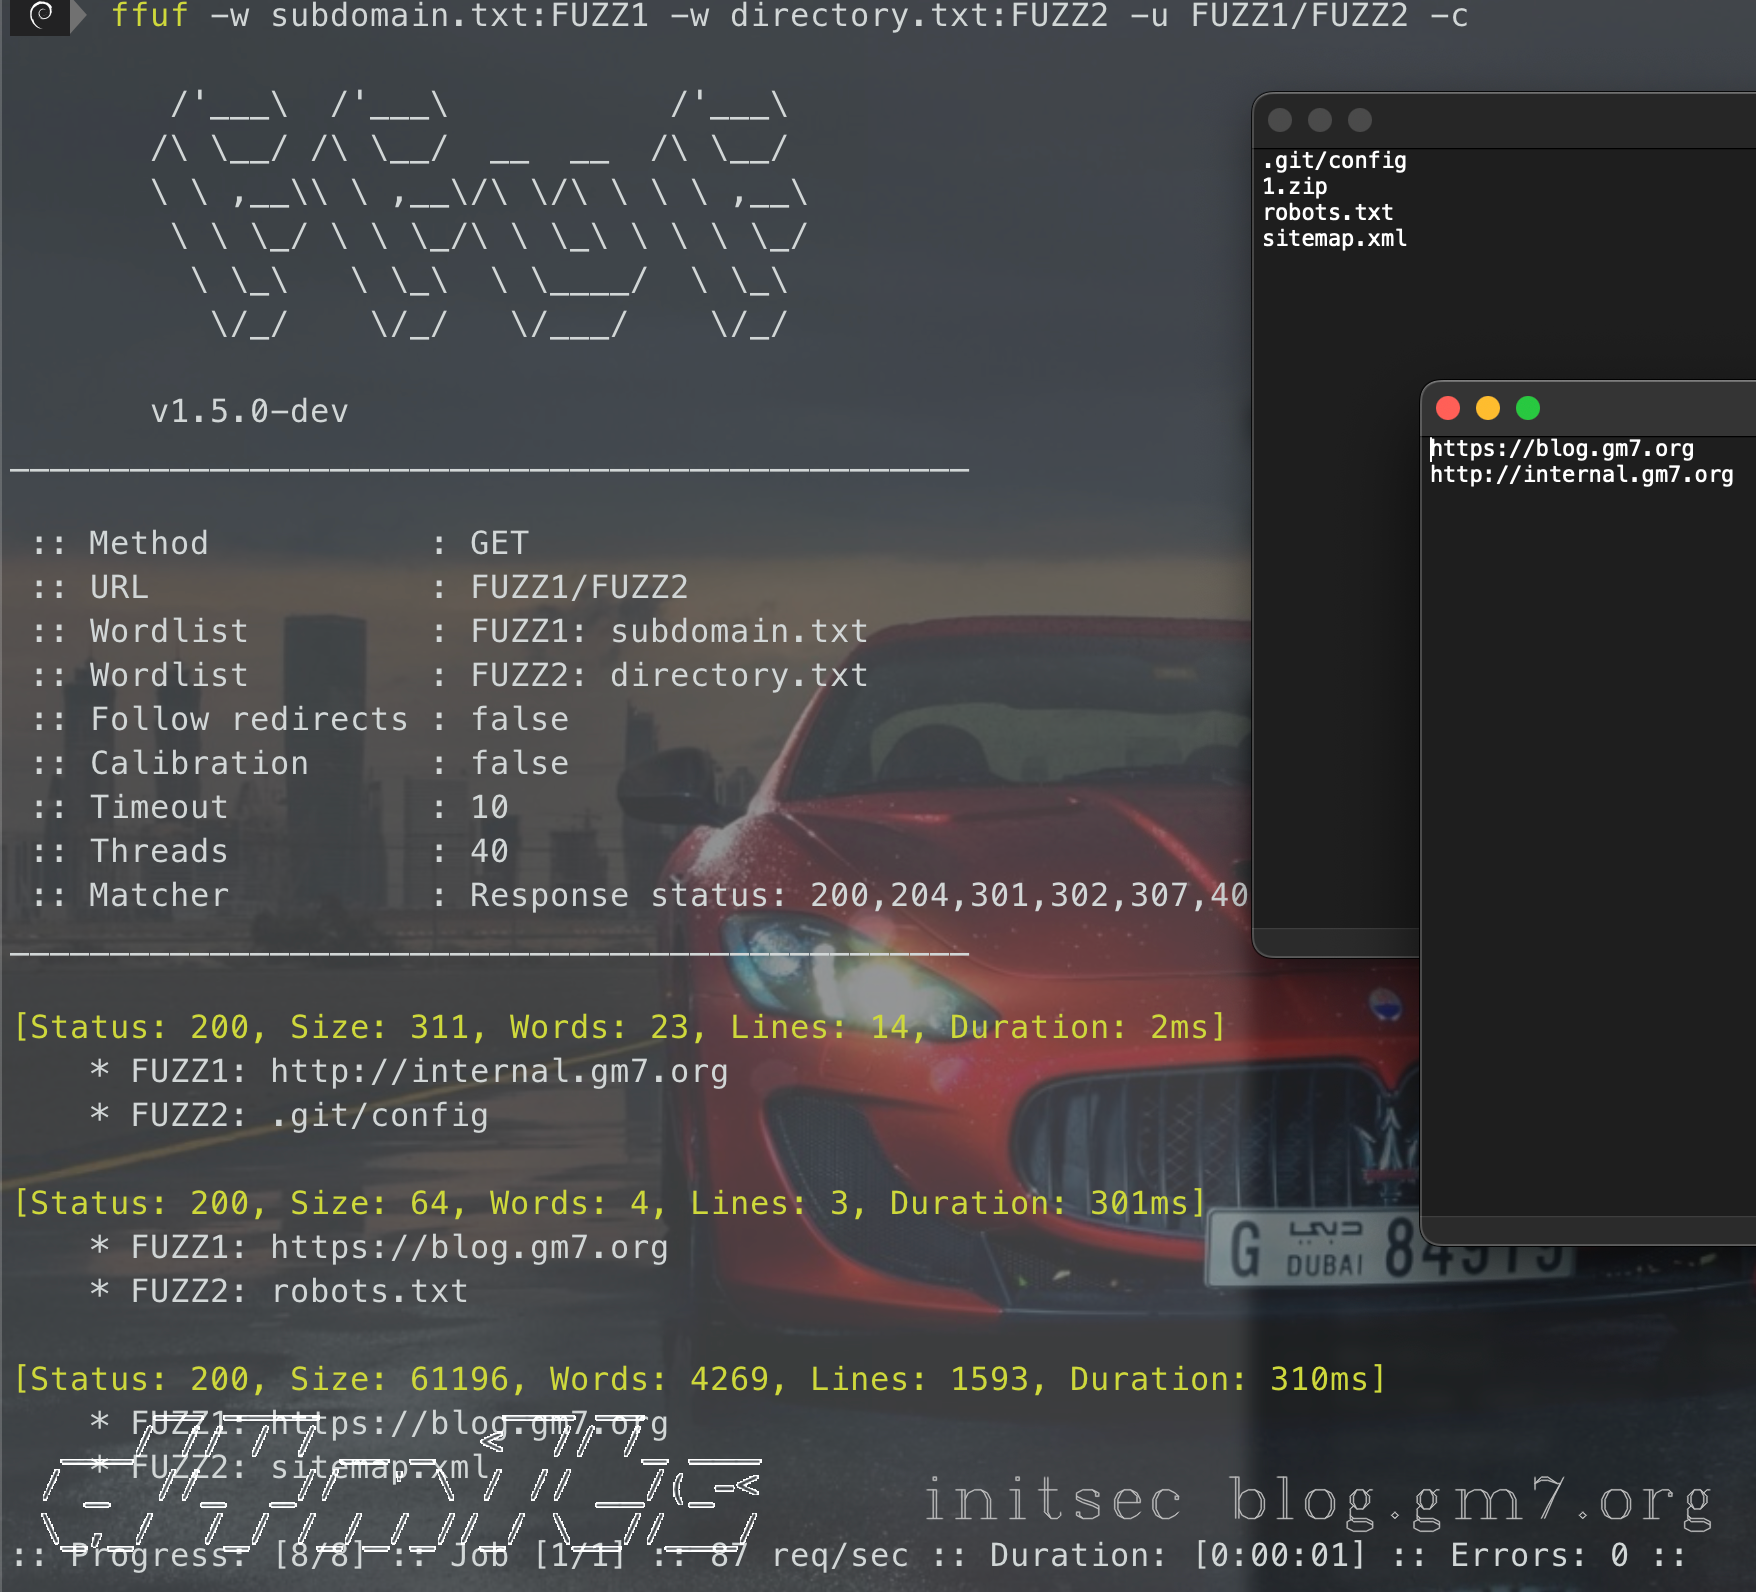 ffuf -w subdomain.txt:FUZZ1 -w directory.txt:FUZZ2 -u FUZZ1/FUZZ2 -c
v1.5.0-dev
:: Method : GET
:: URL : FUZZ1/FUZZ2
:: Wordlist : FUZZ1: subdomain.txt
:: Wordlist : FUZZ2: directory.txt
:: Follow redirects : false
:: Calibration : false
:: Timeout : 10
:: Threads : 40
:: Matcher : Response status: 200,204,301,302,307,40
[Status: 200, Size: 311, Words: 23, Lines: 14, Duration: 2ms]
* FUZZ1: http://internal.gm7.org
* FUZZ2: .git/config
[Status: 200, Size: 64, Words: 4, Lines: 3, Duration: 301ms]
* FUZZ1: https://blog.gm7.org
* FUZZ2: robots.txt
[Status: 200, Size: 61196, Words: 4269, Lines: 1593, Duration: 310ms]
* FUZZ1: https://blog.gm7.org
* FUZZ2: sitemap.xml
:: Progress: [8/8] :: Job [1/1] :: 87 req/sec :: Duration: [0:00:01] :: Errors: 0 ::
.git/config
1.zip
robots.txt
sitemap.xml
https://blog.gm7.org
http://internal.gm7.org
G DUBAI 84979
initsec blog.gm7.org